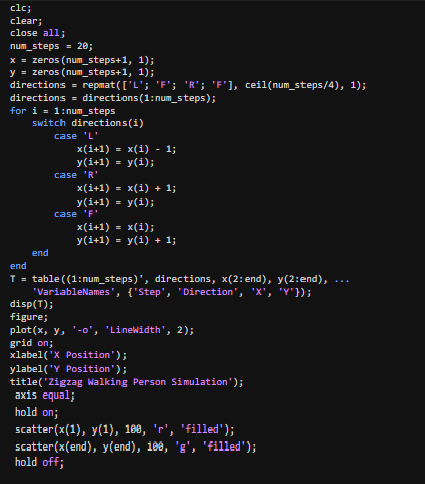 clc;
clear;
close all;
num_steps = 20;
x = zeros(num_steps+1, 1);
y = zeros(num_steps+1, 1);
directions = repmat(['L'; 'F'; 'R'; 'F'], ceil(num_steps/4), 1);
directions = directions(1:num_steps);
for i = 1:num_steps
    switch directions(i)
        case 'L'
            x(i+1) = x(i) - 1;
            y(i+1) = y(i);
        case 'R'
            x(i+1) = x(i) + 1;
            y(i+1) = y(i);
        case 'F'
            x(i+1) = x(i);
            y(i+1) = y(i) + 1;
    end
end
T = table((1:num_steps)', directions, x(2:end), y(2:end), ...
    'VariableNames', {'Step', 'Direction', 'X', 'Y'});
disp(T);
figure;
plot(x, y, '-o', 'LineWidth', 2);
grid on;
xlabel('X Position');
ylabel('Y Position');
title('Zigzag Walking Person Simulation');
axis equal;
hold on;
scatter(x(1), y(1), 100, 'r', 'filled');
scatter(x(end), y(end), 100, 'g', 'filled');
hold off;